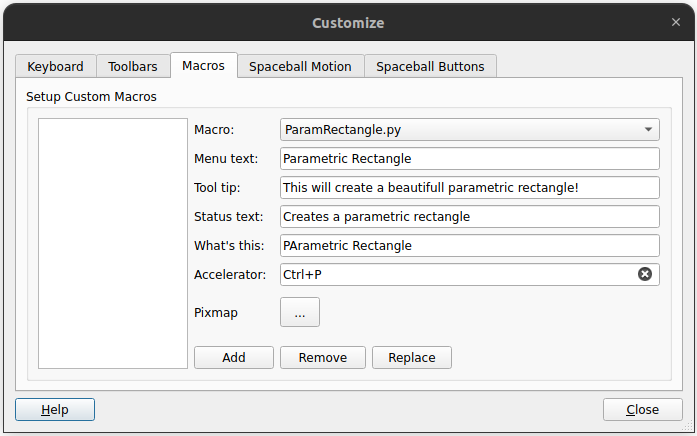 Customize
Keyboard Toolbars Macros Spaceball Motion Spaceball Buttons
Setup Custom Macros
Macro: ParamRectangle.py
Menu text: Parametric Rectangle
Tool tip: This will create a beautifull parametric rectangle!
Status text: Creates a parametric rectangle
What's this: PArametric Rectangle
Accelerator: Ctrl+P
Pixmap ...
Add Remove Replace
Help Close